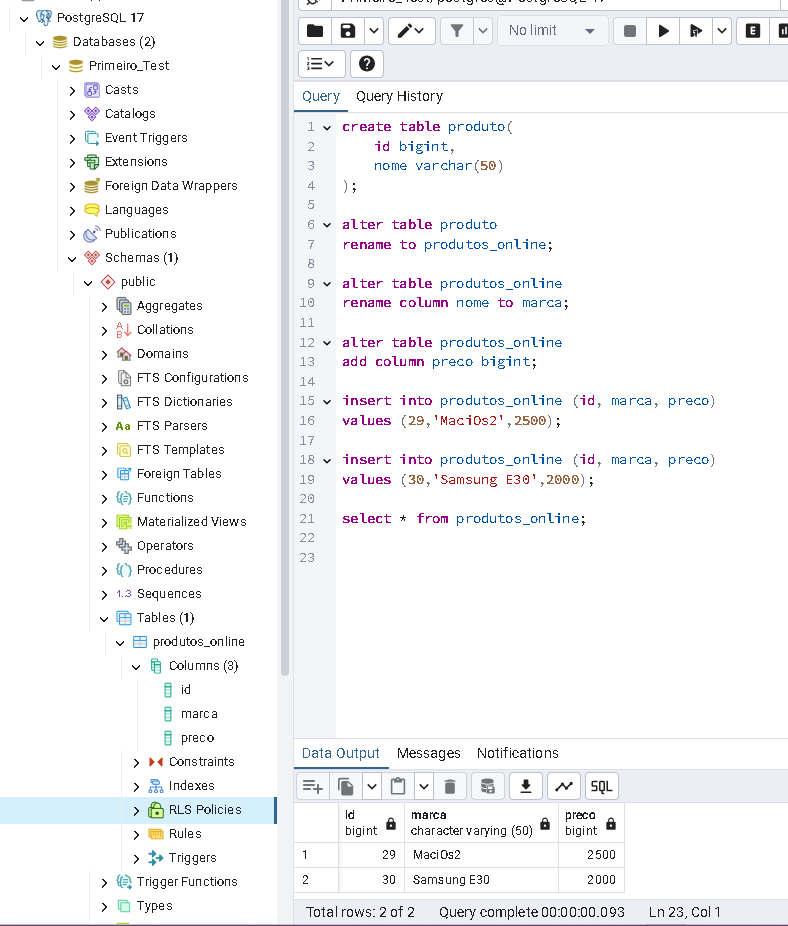 PostgreSQL 17
Databases (2)
Primeiro_Test
Casts
Catalogs
Event Triggers
Extensions
Foreign Data Wrappers
Languages
Publications
Schemas (1)
public
Aggregates
Collations
Domains
FTS Configurations
FTS Dictionaries
Aa FTS Parsers
FTS Templates
Foreign Tables
Functions
Materialized Views
Operators
Procedures
1..3 Sequences
Tables (1)
produtos_online
Columns (3)
id
marca
preco
Constraints
Indexes
RLS Policies
Rules
Triggers
Trigger Functions
Types
No limit
E
Query Query History
1 create table produto(
2 id bigint,
3 nome varchar(50)
4 );
5
6 alter table produto
7 rename to produtos_online;
8
9 alter table produtos_online
10 rename column nome to marca;
11
12 alter table produtos_online
13 add column preco bigint;
14
15 insert into produtos_online (id, marca, preco)
16 values (29,'MaciOs2',2500);
17
18 insert into produtos_online (id, marca, preco)
19 values (30,'Samsung E30',2000);
20
21 select * from produtos_online;
22
23
Data Output Messages Notifications
SQL
id marca preco
bigint character varying (50) bigint
1 29 MaciOs2 2500
2 30 Samsung E30 2000
Total rows: 2 of 2 Query complete 00:00:00.093 Ln 23, Col 1